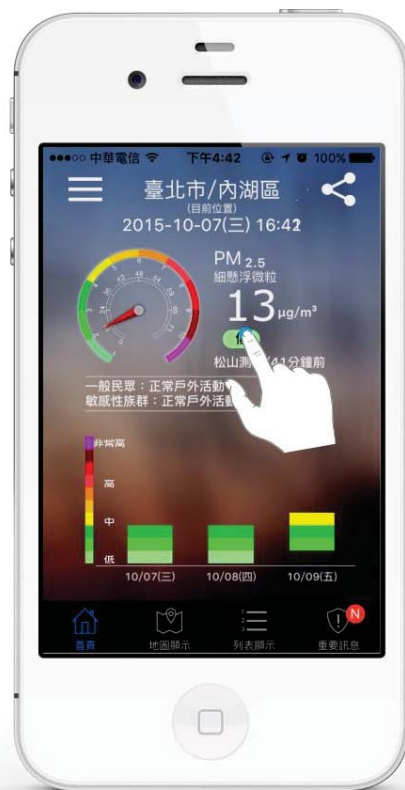 中華電信 下午4:42 100%
臺北市/內湖區
(目前位置)
2015-10-07(三) 16:42
PM 2.5
細懸浮微粒
13 μg/m³
松山測 41分鐘前
一般民眾：正常戶外活動
敏感性族群：正常戶外活動
非常高
高
中
低
10/07(三) 10/08(四) 10/09(五)
N
首頁 地圖顯示 列表顯示 重要訊息